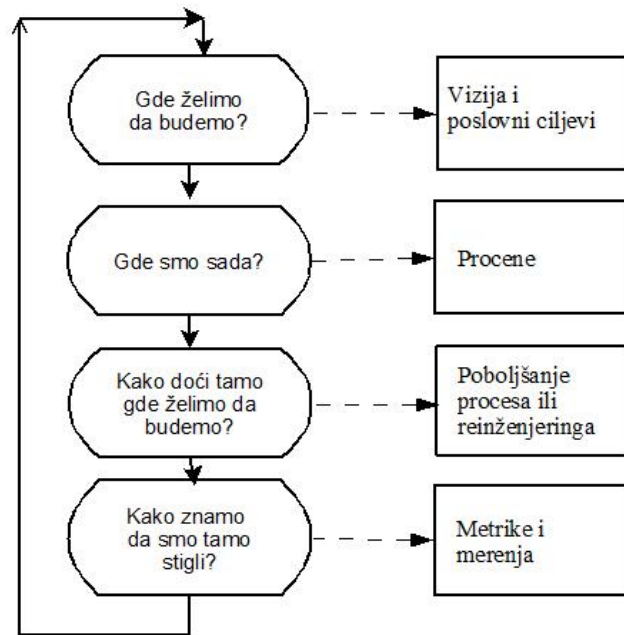 Gde želimo
da budemo?
Vizija i
poslovni ciljevi
Gde smo sada?
Procene
Kako doći tamo
gde želimo da
budemo?
Poboljšanje
procesa ili
reinženjeringa
Kako znamo
da smo tamo
stigli?
Metrike i
merenja